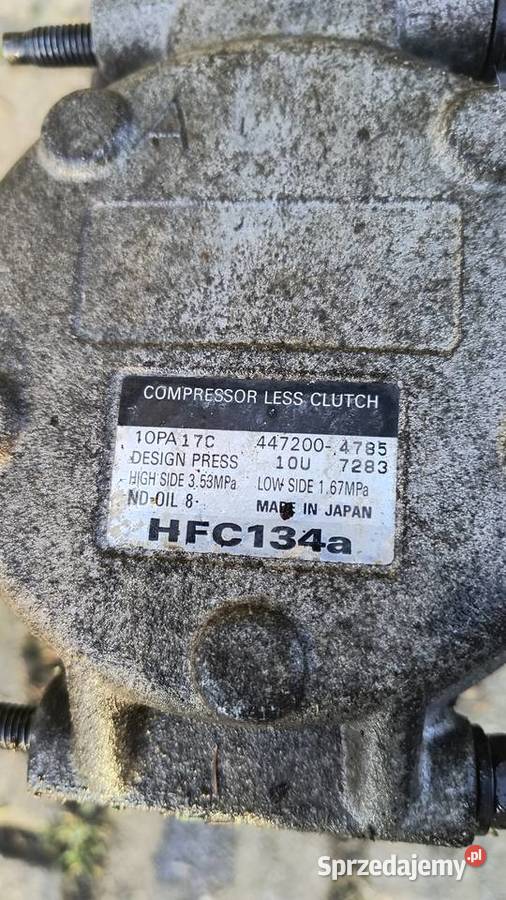 COMPRESSOR LESS CLUTCH
10PA17C 447200-4785
DESIGN PRESS 10U 7283
HIGH SIDE 3.53MPa LOW SIDE 1.67MPa
ND-OIL 8 MADE IN JAPAN
HFC134a
Sprzedajemy.pl